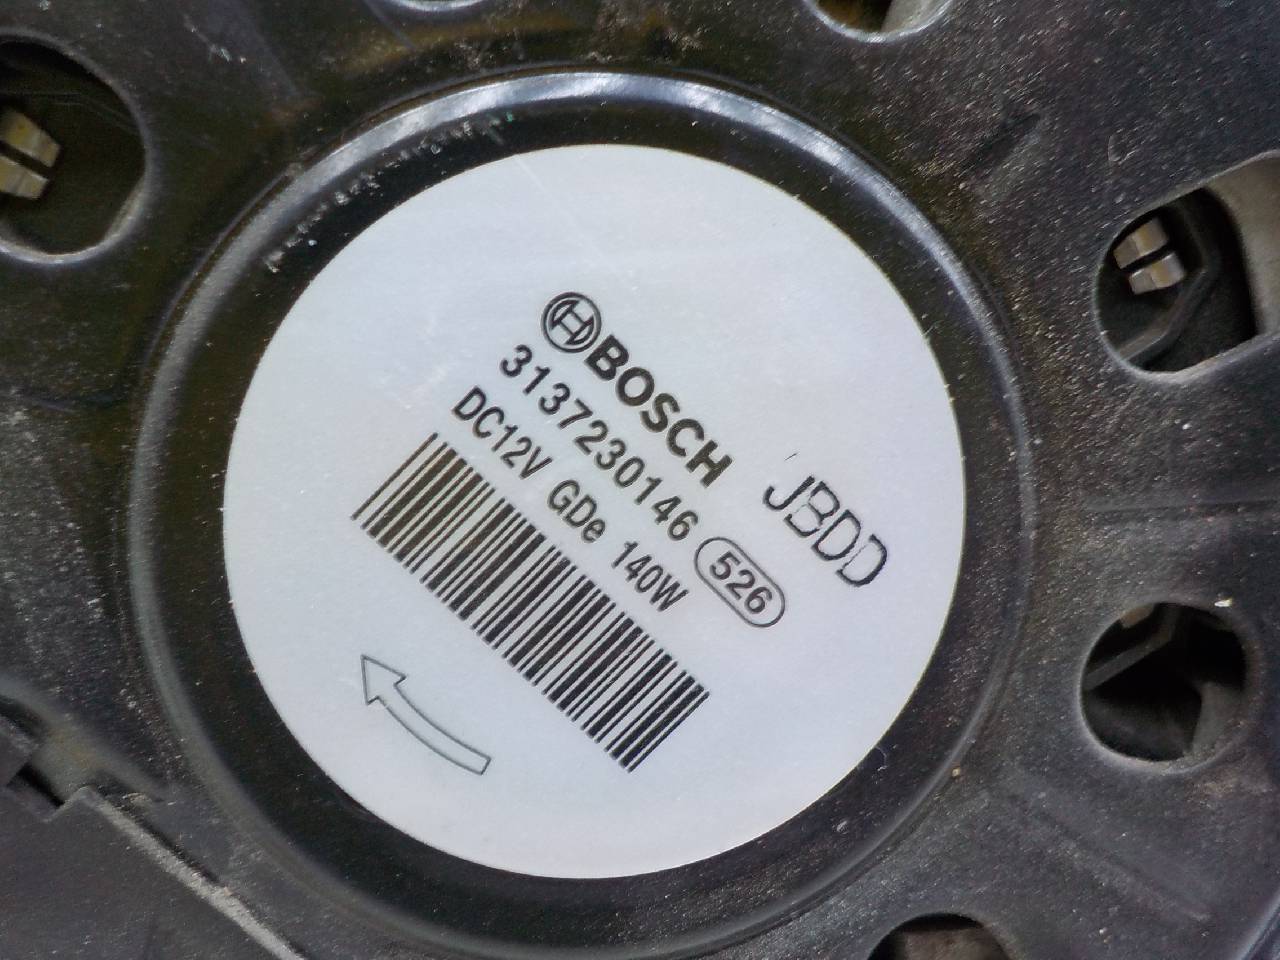 BOSCH
3137230146
526
DC12V GDe 140W
JBDD